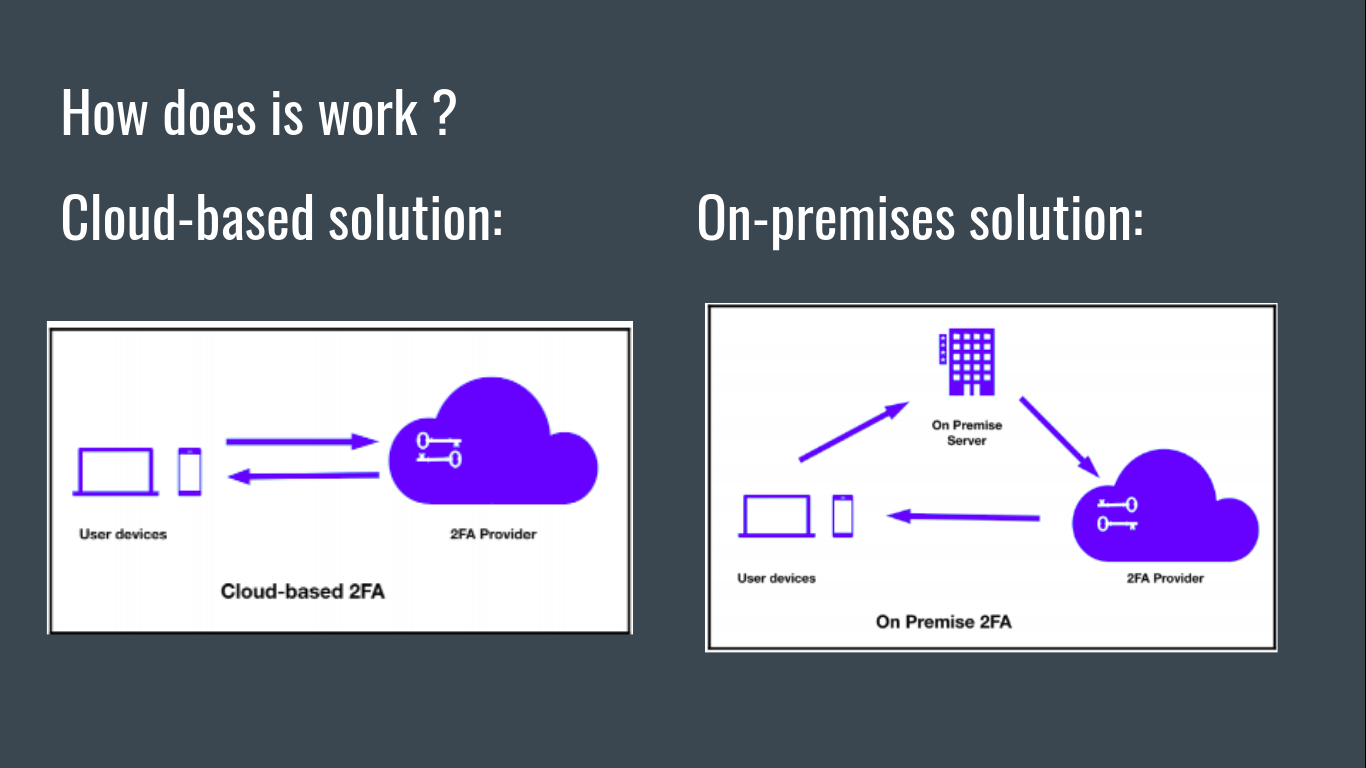 How does is work ?
Cloud-based solution:
On-premises solution:
User devices
2FA Provider
Cloud-based 2FA
On Premise
Server
User devices
2FA Provider
On Premise 2FA